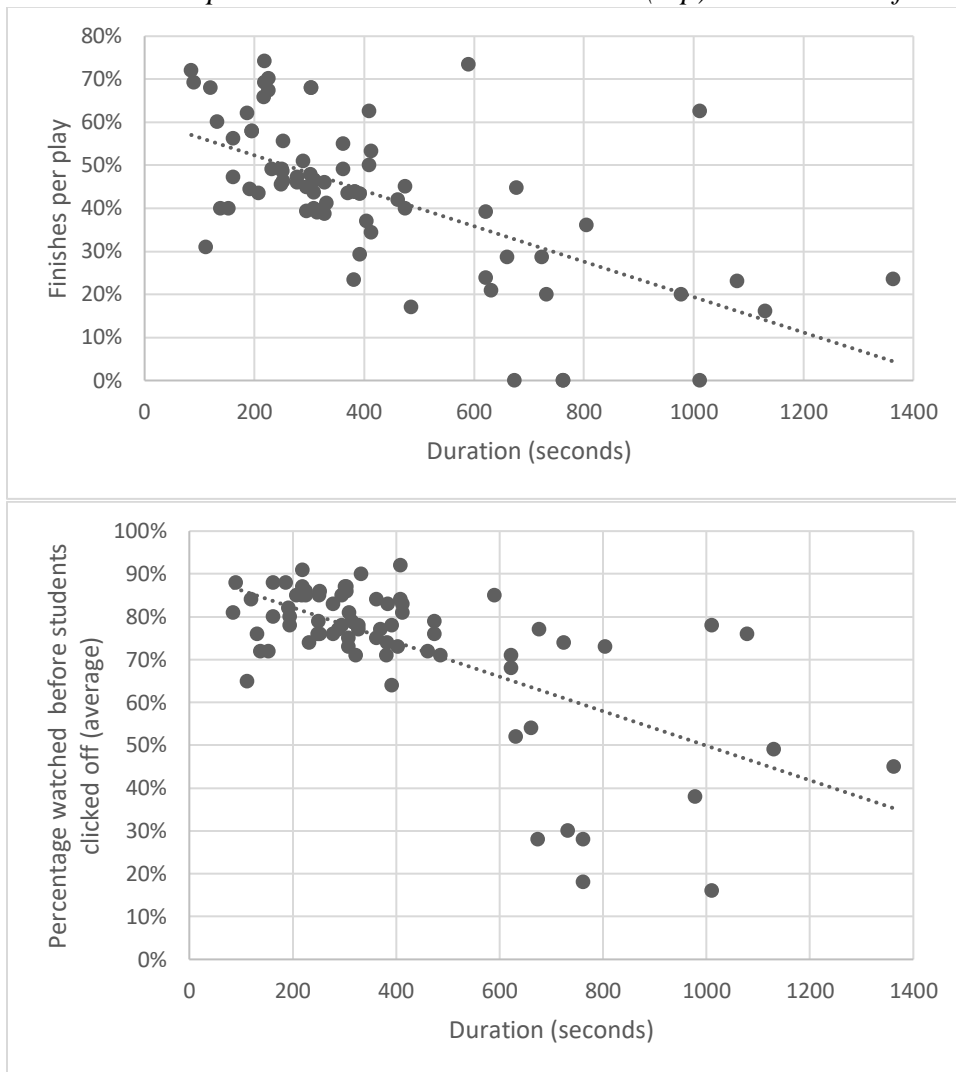 (top)
80%
70%
60%
50%
40%
30%
20%
10%
0%
Finishes per play
0 200 400 600 800 1000 1200 1400
Duration (seconds)
100%
90%
80%
70%
60%
50%
40%
30%
20%
10%
0%
Percentage watched before students
clicked off (average)
0 200 400 600 800 1000 1200 1400
Duration (seconds)